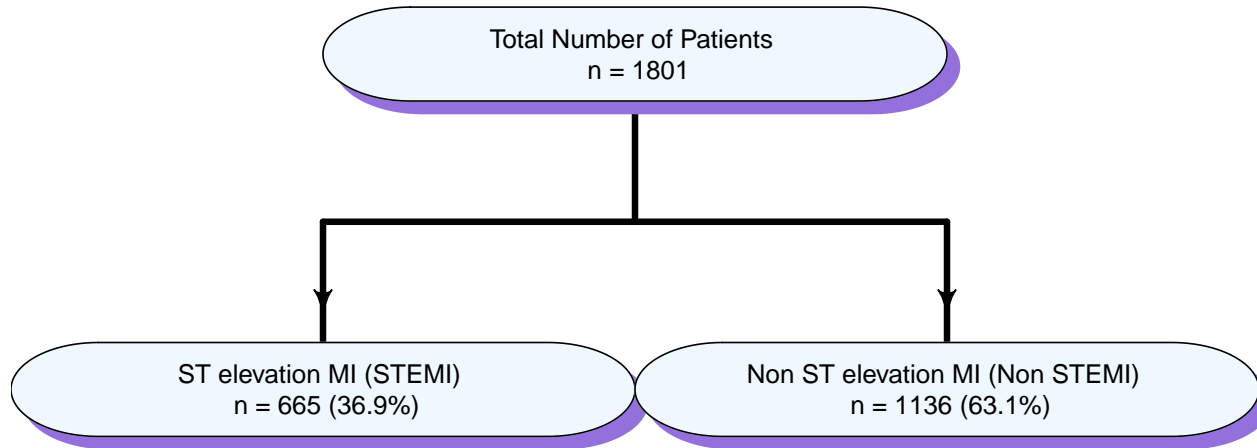 Total Number of Patients
n = 1801
ST elevation MI (STEMI)
n = 665 (36.9%)
Non ST elevation MI (Non STEMI)
n = 1136 (63.1%)